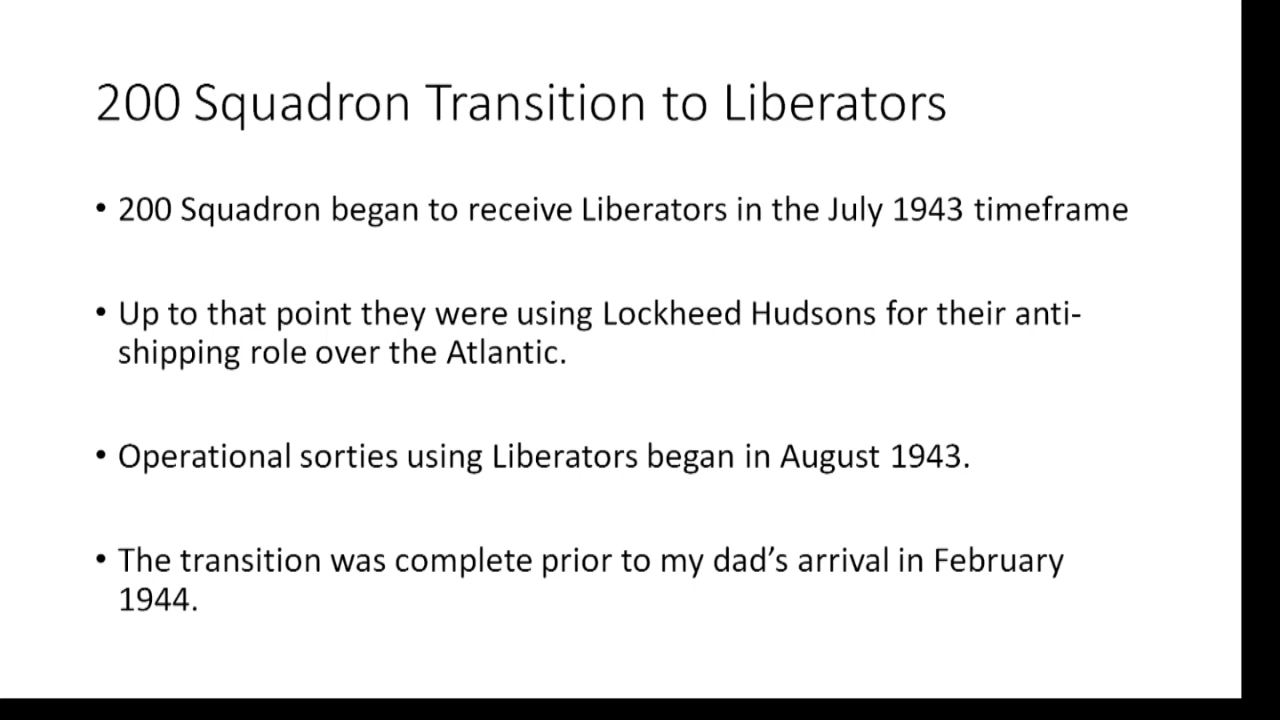 200 Squadron Transition to Liberators
• 200 Squadron began to receive Liberators in the July 1943 timeframe
• Up to that point they were using Lockheed Hudsons for their anti-
shipping role over the Atlantic.
• Operational sorties using Liberators began in August 1943.
• The transition was complete prior to my dad’s arrival in February
1944.